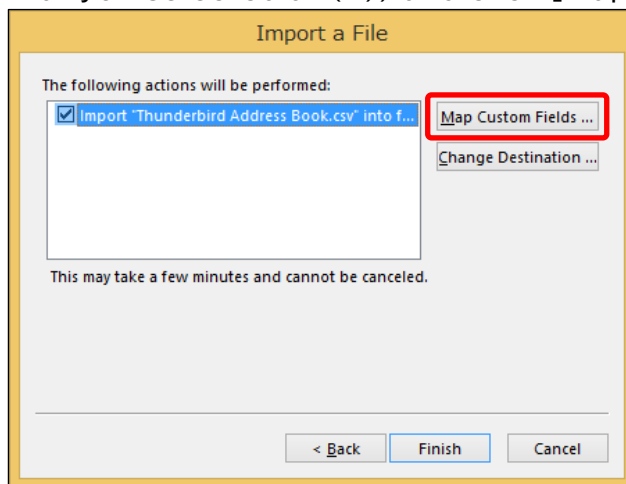 Import a File
The following actions will be performed:
Import "Thunderbird Address Book.csv" into f...
Map Custom Fields ...
Change Destination ...
This may take a few minutes and cannot be canceled.
< Back
Finish
Cancel